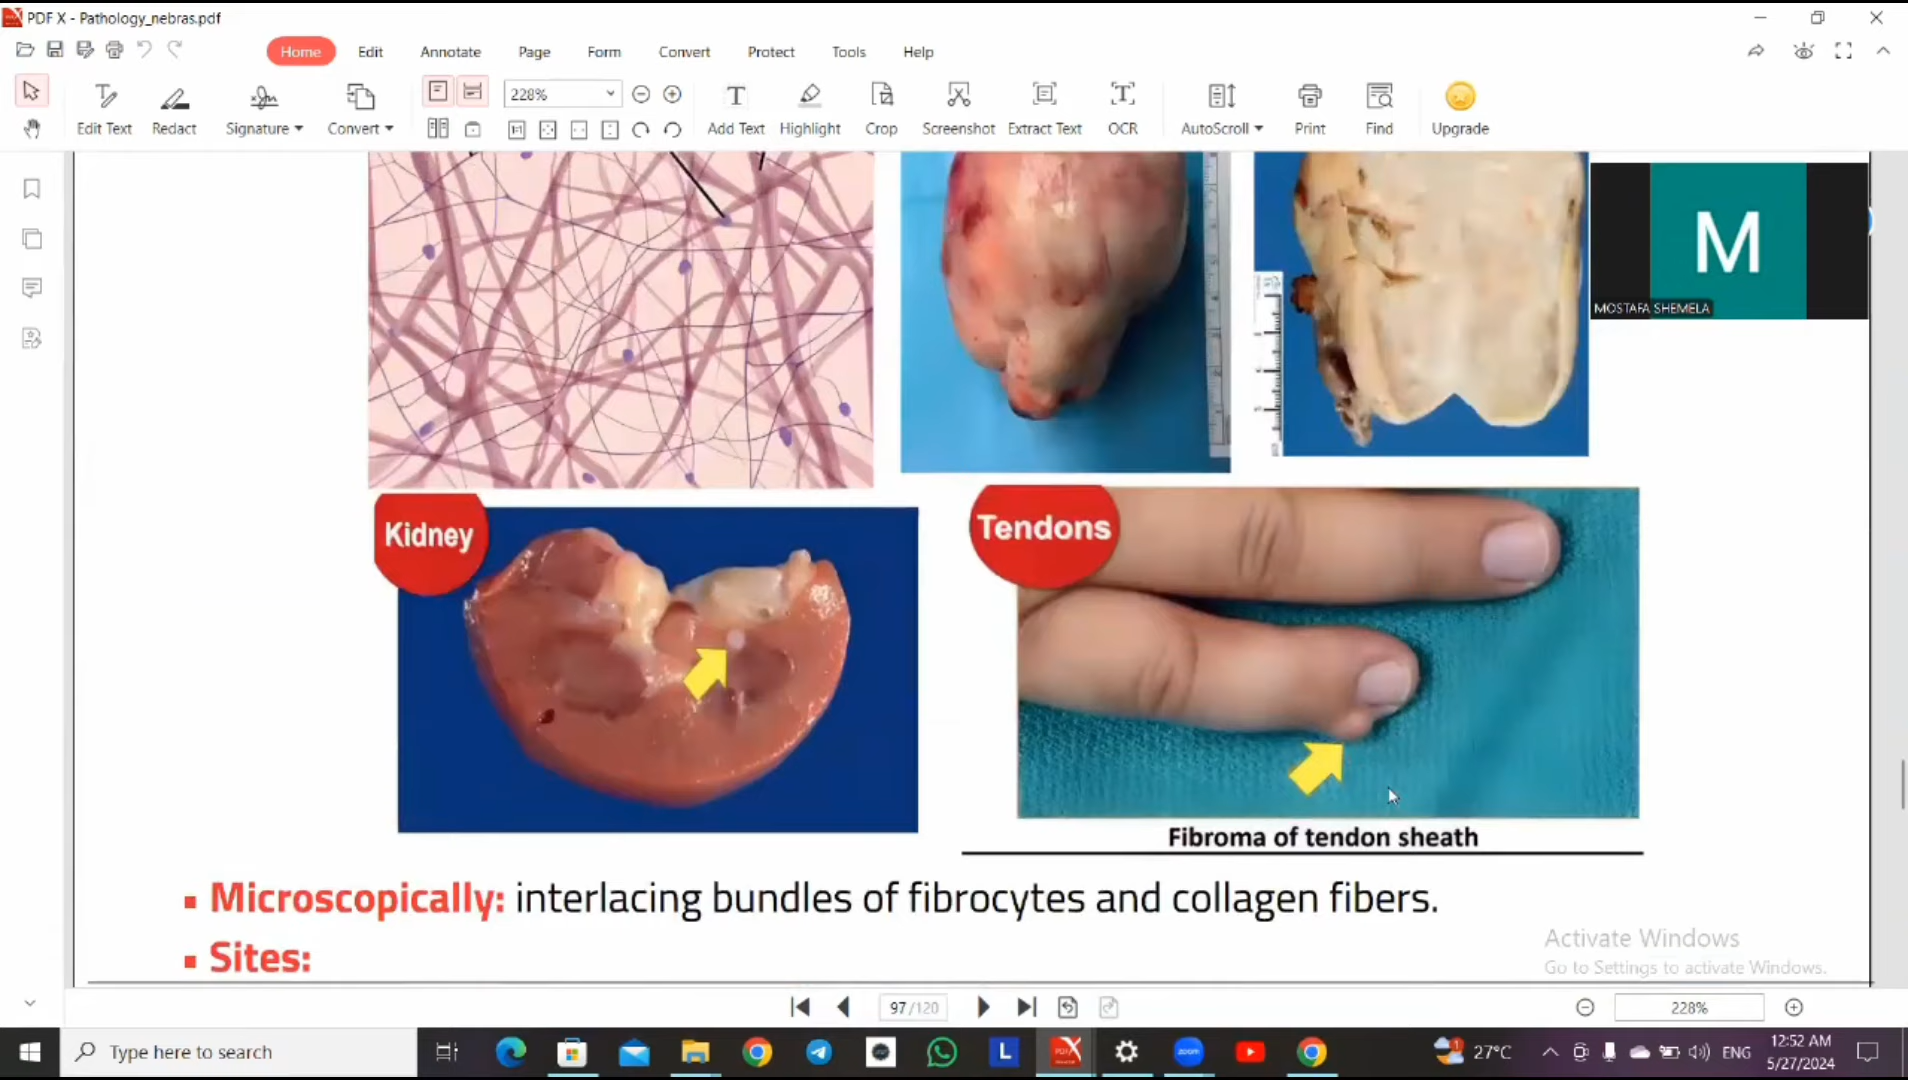 PDF X - Pathology_nebras.pdf
Home Edit Annotate Page Form Convert Protect Tools Help
228%
Edit Text Redact Signature Convert Add Text Highlight Crop Screenshot Extract Text OCR AutoScroll Print Find Upgrade
M
MOSTAFA SHEMELA
Kidney
Tendons
Fibroma of tendon sheath
Microscopically: interlacing bundles of fibrocytes and collagen fibers.
Sites:
Activate Windows
Go to Settings to activate Windows.
97 /120
228%
Type here to search
L
zoom
27°C
ENG
12:52 AM
5/27/2024